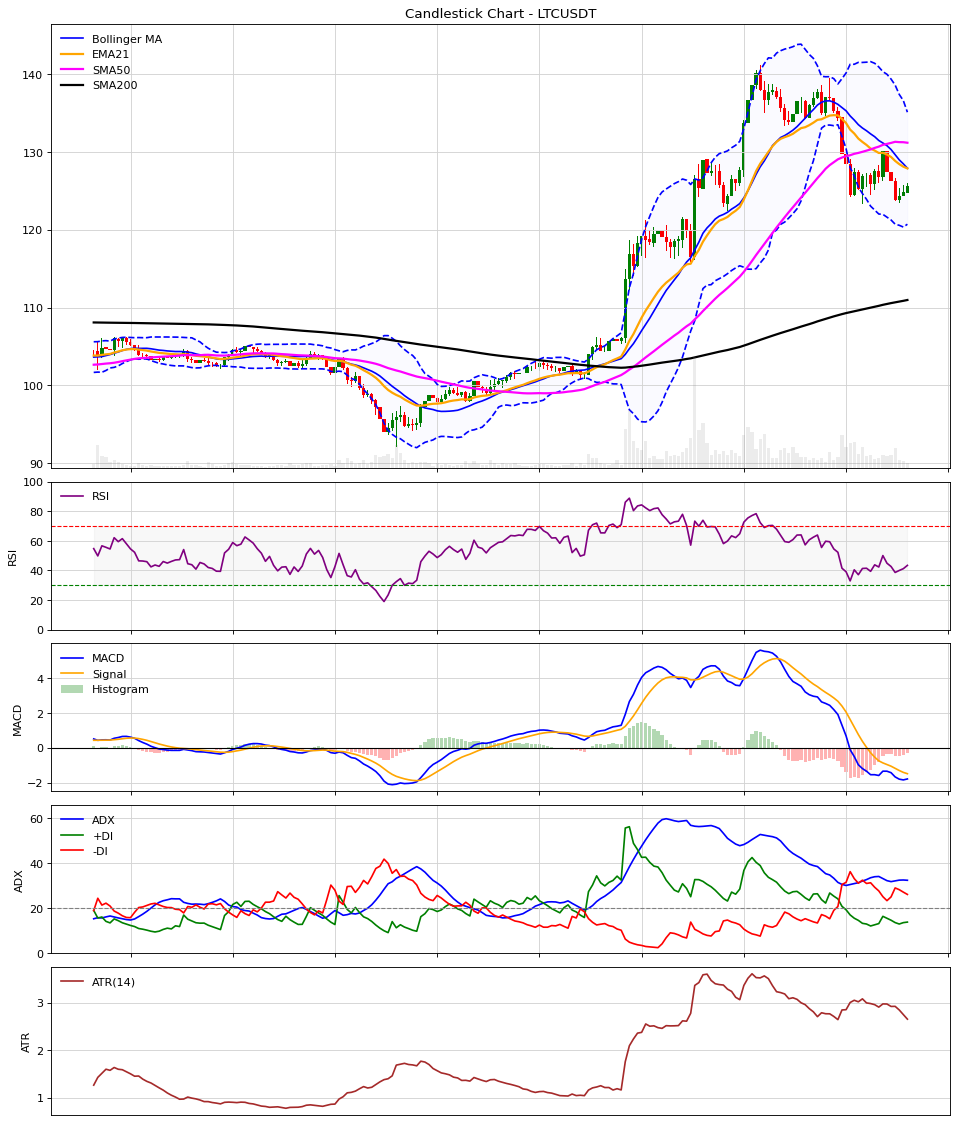 Candlestick Chart - LTCUSDT
Bollinger MA
EMA21
SMA50
SMA200
140
130
120
110
100
90
RSI
RSI
100
80
60
40
20
0
MACD
Signal
Histogram
MACD
4
2
0
−2
ADX
+DI
-DI
ADX
60
40
20
0
ATR(14)
ATR
3
2
1